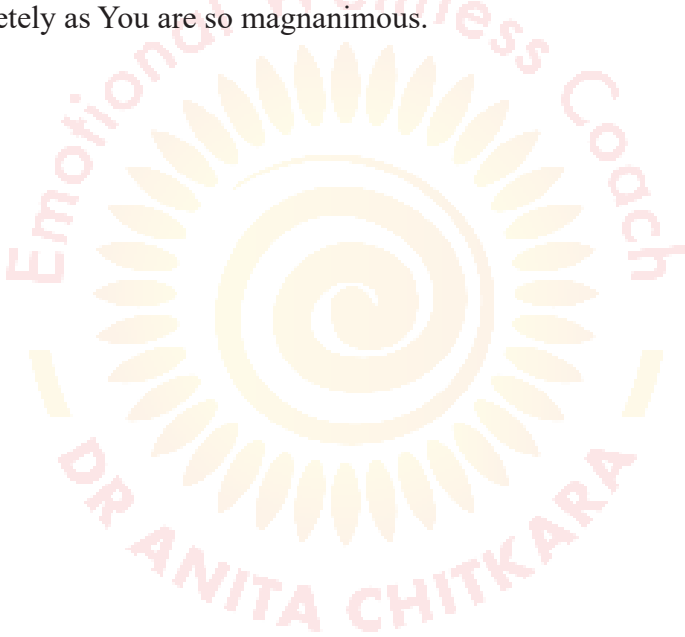 etely as You are so magnanimous.
Emotional Wellness Coach
DR ANITA CHITKARA